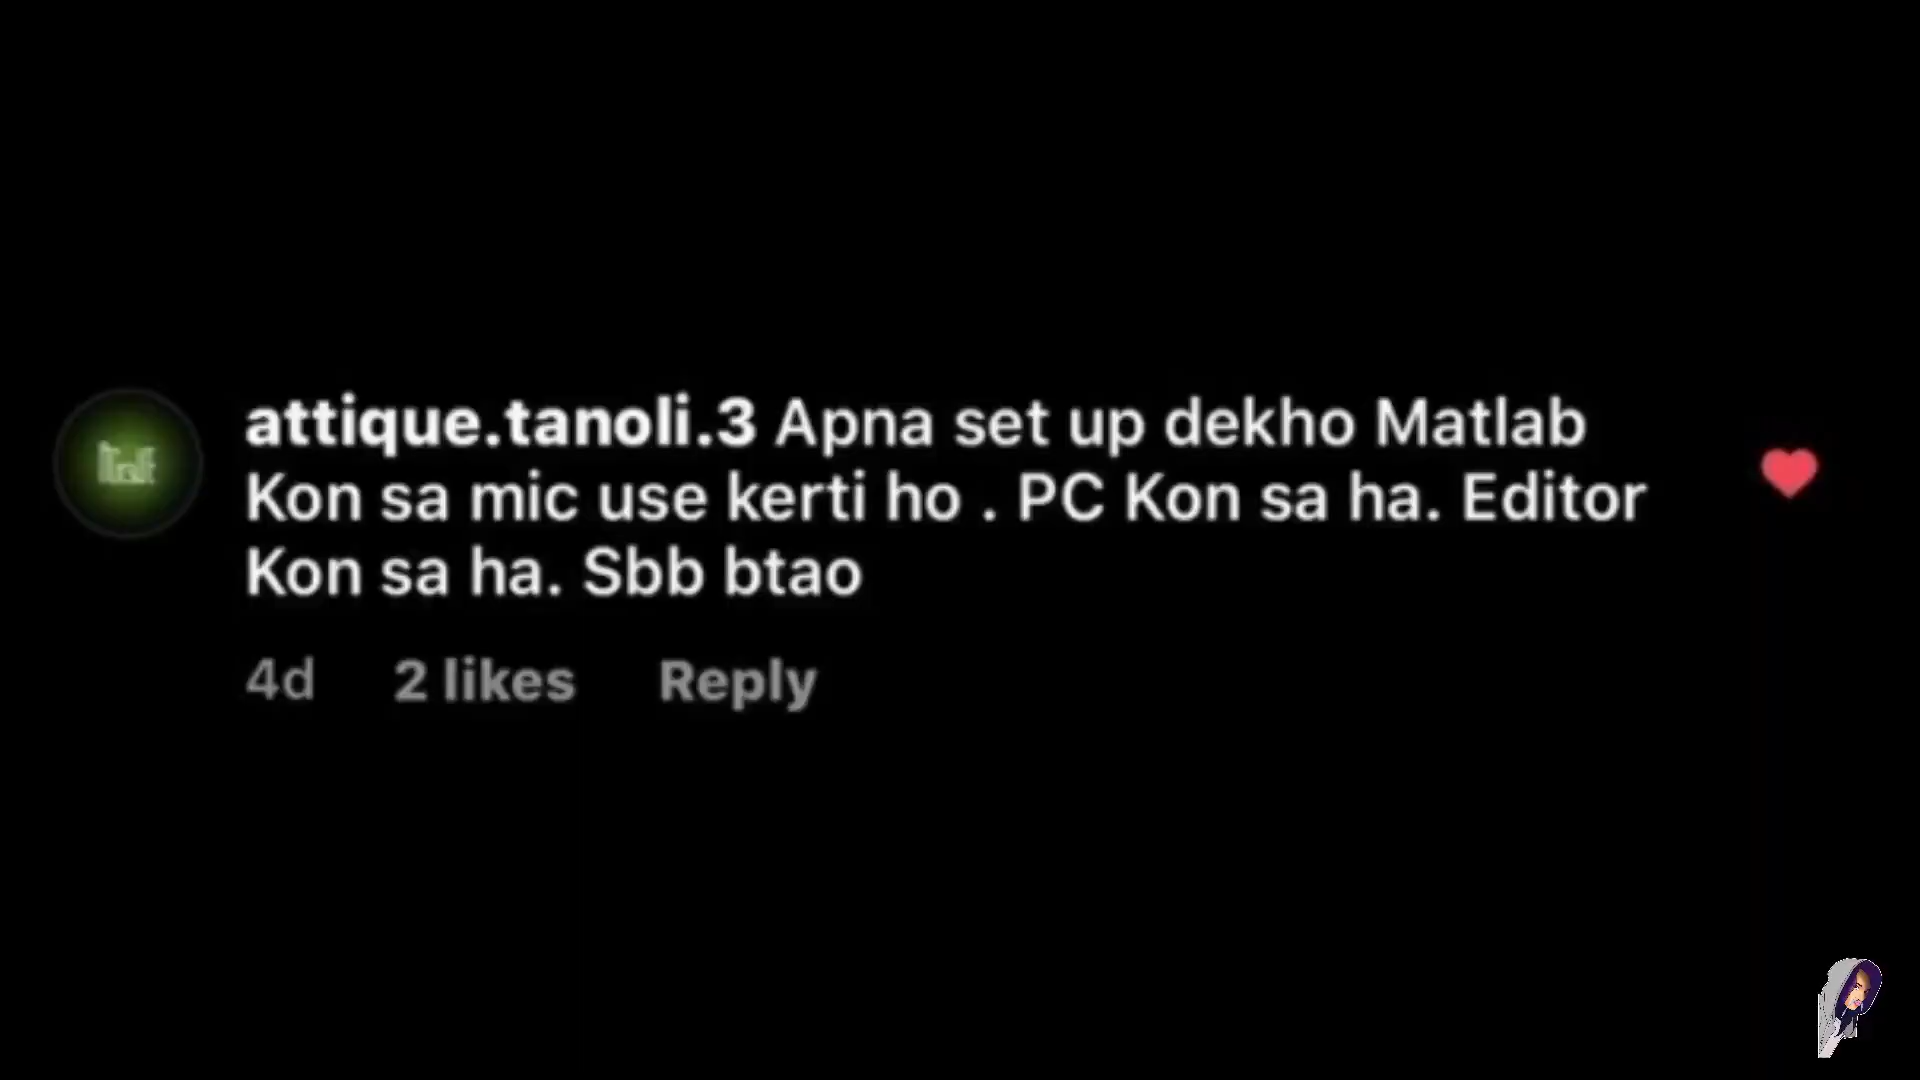 attique.tanoli.3 Apna set up dekho Matlab
Kon sa mic use kerti ho . PC Kon sa ha. Editor
Kon sa ha. Sbb btao
4d 2 likes Reply